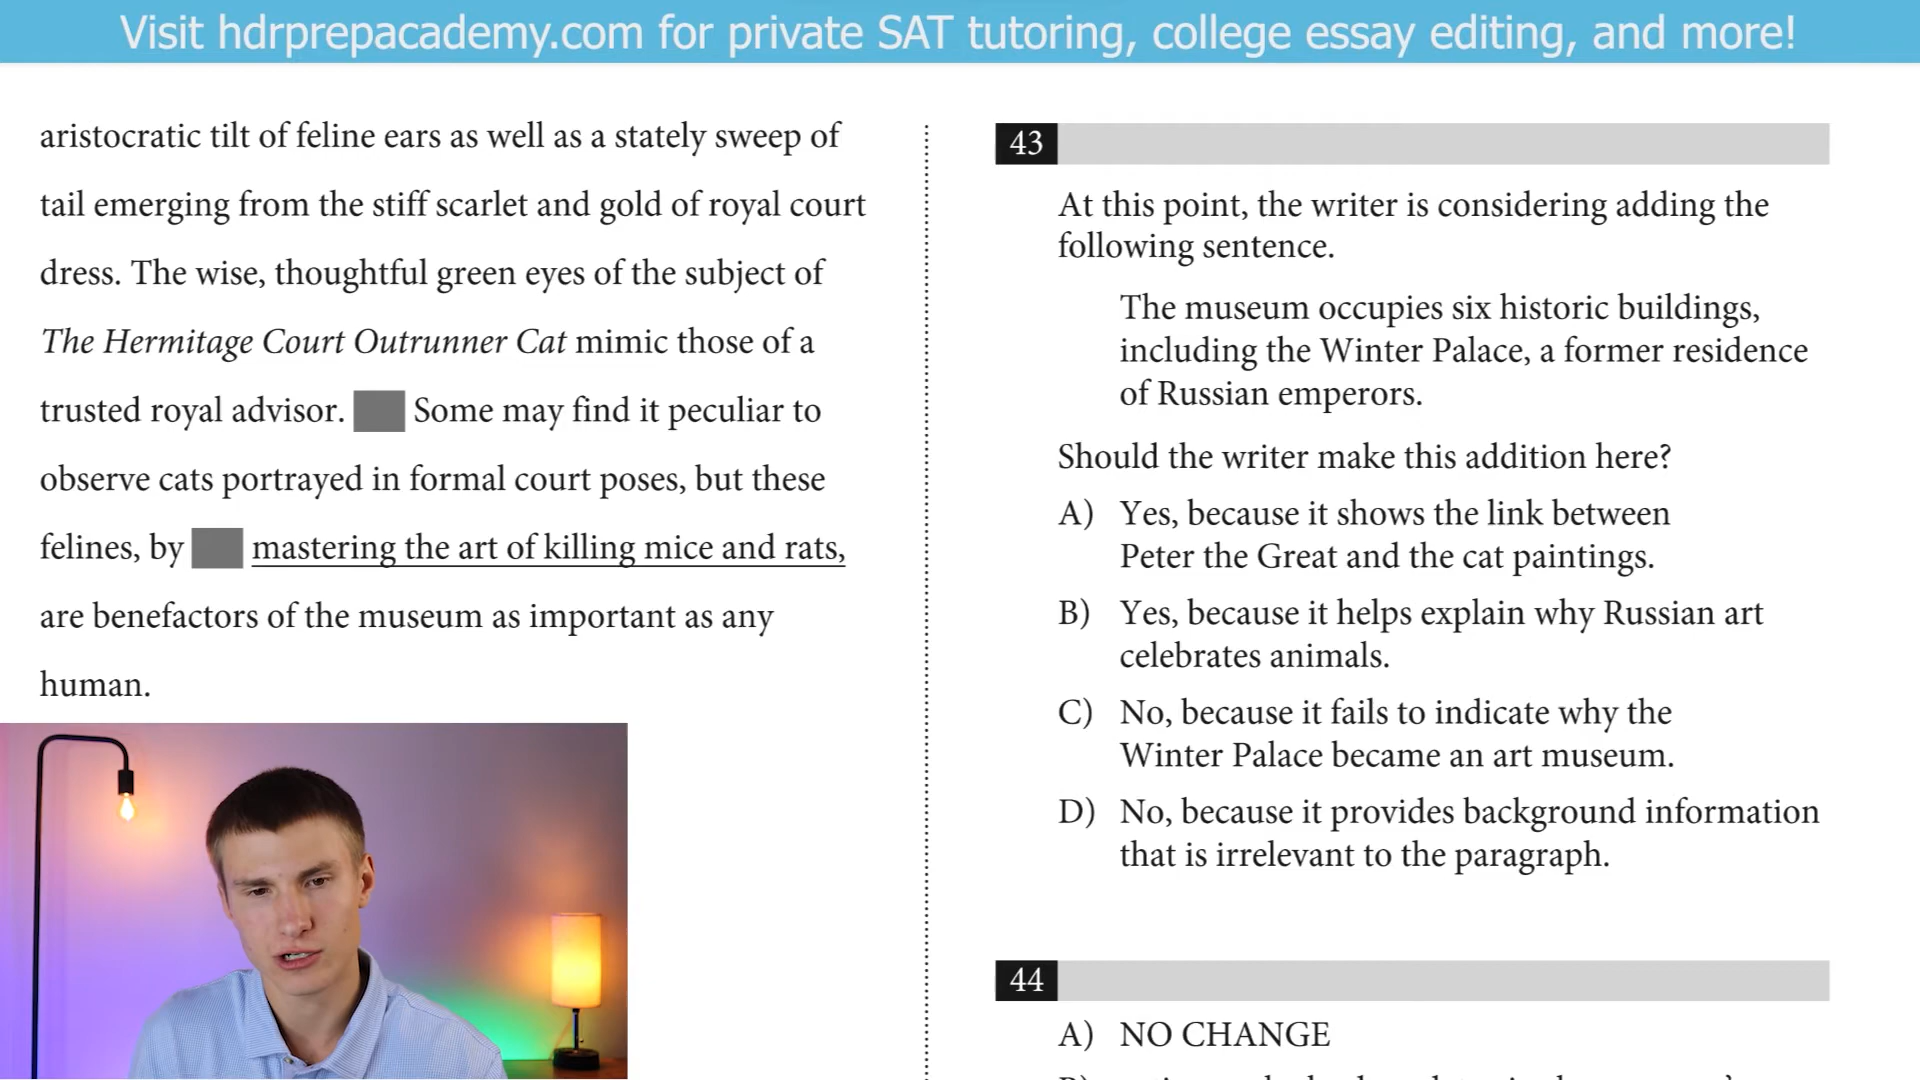 Visit hdrprepacademy.com for private SAT tutoring, college essay editing, and more!
aristocratic tilt of feline ears as well as a stately sweep of
tail emerging from the stiff scarlet and gold of royal court
dress. The wise, thoughtful green eyes of the subject of
The Hermitage Court Outrunner Cat mimic those of a
trusted royal advisor. Some may find it peculiar to
observe cats portrayed in formal court poses, but these
felines, by mastering the art of killing mice and rats,
are benefactors of the museum as important as any
human.
43
At this point, the writer is considering adding the
following sentence.
The museum occupies six historic buildings,
including the Winter Palace, a former residence
of Russian emperors.
Should the writer make this addition here?
A) Yes, because it shows the link between
Peter the Great and the cat paintings.
B) Yes, because it helps explain why Russian art
celebrates animals.
C) No, because it fails to indicate why the
Winter Palace became an art museum.
D) No, because it provides background information
that is irrelevant to the paragraph.
44
A) NO CHANGE